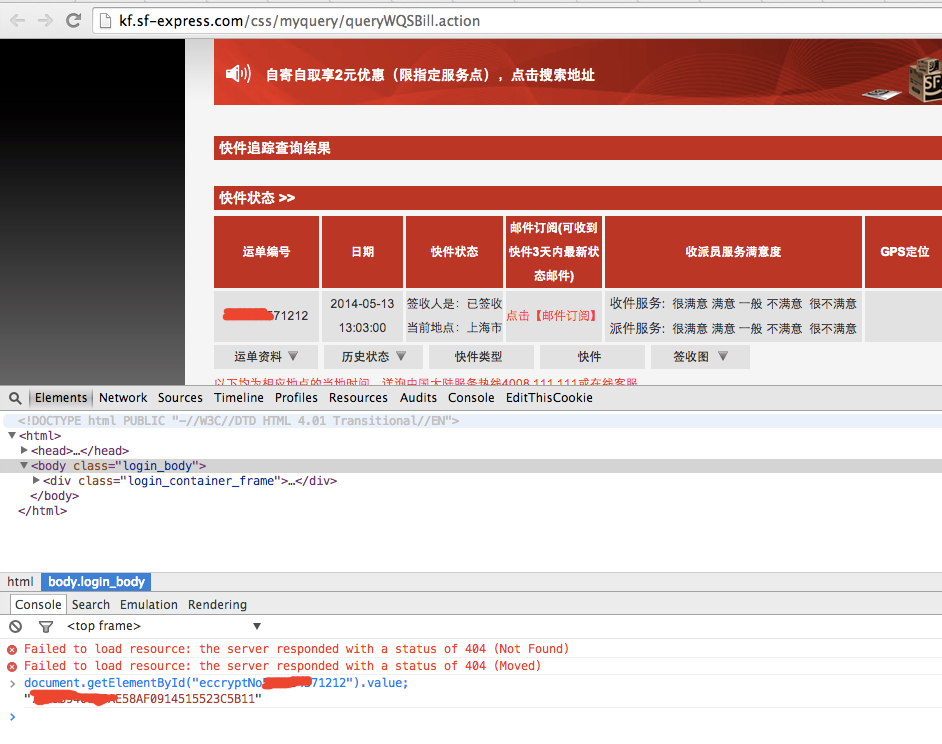 kf.sf-express.com/css/myquery/queryWQSBill.action
自寄自取享2元优惠（限指定服务点），点击搜索地址
SF
快件追踪查询结果
快件状态 >>
运单编号 日期 快件状态 邮件订阅(可收到 收派员服务满意度 GPS定位
快件3天内最新状
态邮件)
571212 2014-05-13 签收人是：已签收 点击【邮件订阅】 收件服务：很满意 满意 一般 不满意 很不满意
13:03:00 当前地点：上海市 派件服务：很满意 满意 一般 不满意 很不满意
运单资料 ▼ 历史状态 ▼ 快件类型 快件 签收图 ▼
以下均为相应地点的当地时间，详询中国大陆服务热线4008 111 111或在线客服
Elements Network Sources Timeline Profiles Resources Audits Console EditThisCookie
<!DOCTYPE html PUBLIC "-//W3C//DTD HTML 4.01 Transitional//EN">
▼<html>
▶<head>…</head>
▼<body class="login_body">
▶<div class="login_container_frame">…</div>
</body>
</html>
html body.login_body
Console Search Emulation Rendering
<top frame> ▼
Failed to load resource: the server responded with a status of 404 (Not Found)
Failed to load resource: the server responded with a status of 404 (Moved)
> document.getElementById("eccryptNo 71212").value;
" E58AF0914515523C5B11"
>